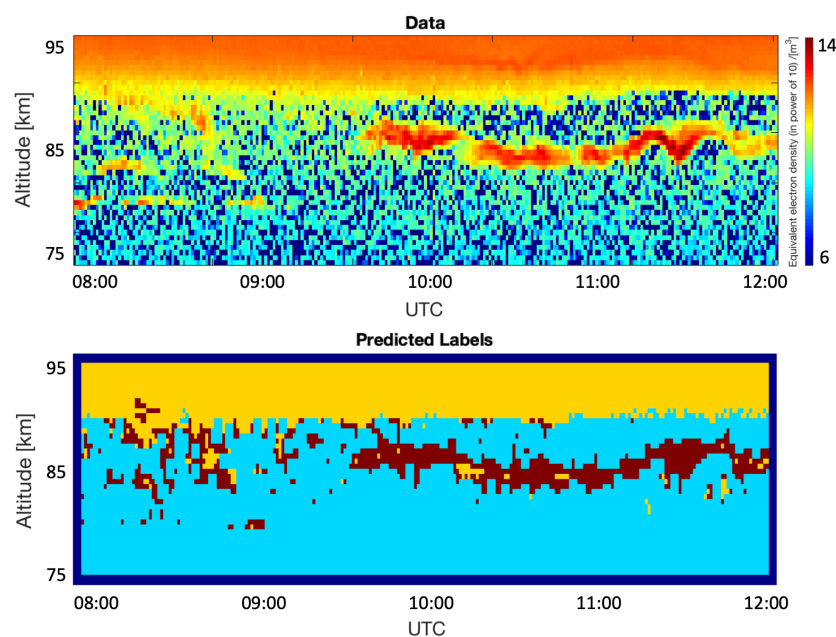 Data
95
85
75
Altitude [km]
08:00 09:00 10:00 11:00 12:00
UTC
14
6
Equivalent electron density (in power of 10) /[m³]
Predicted Labels
95
85
75
Altitude [km]
08:00 09:00 10:00 11:00 12:00
UTC